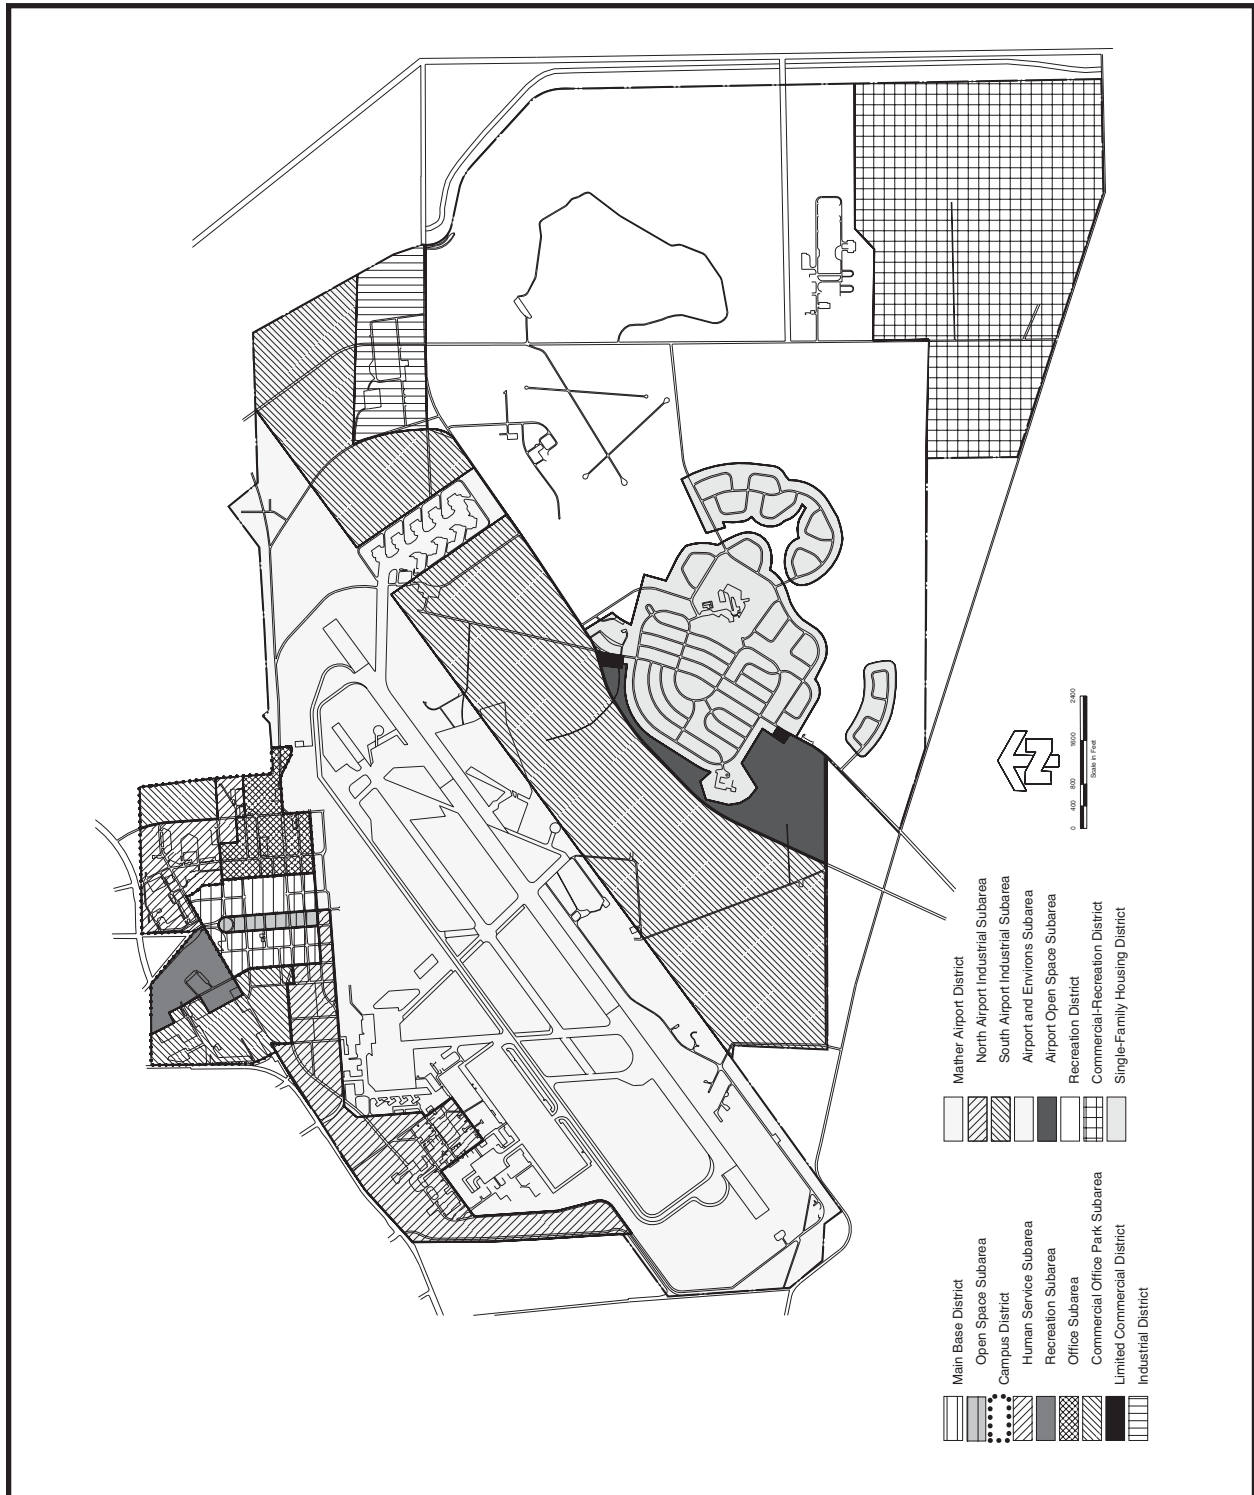 Main Base District
Open Space Subarea
Campus District
Human Service Subarea
Recreation Subarea
Office Subarea
Commercial Office Park Subarea
Limited Commercial District
Industrial District
Mather Airport District
North Airport Industrial Subarea
South Airport Industrial Subarea
Airport and Environs Subarea
Airport Open Space Subarea
Recreation District
Commercial-Recreation District
Single-Family Housing District
0 400 800 1600 2400
Scale in Feet
N